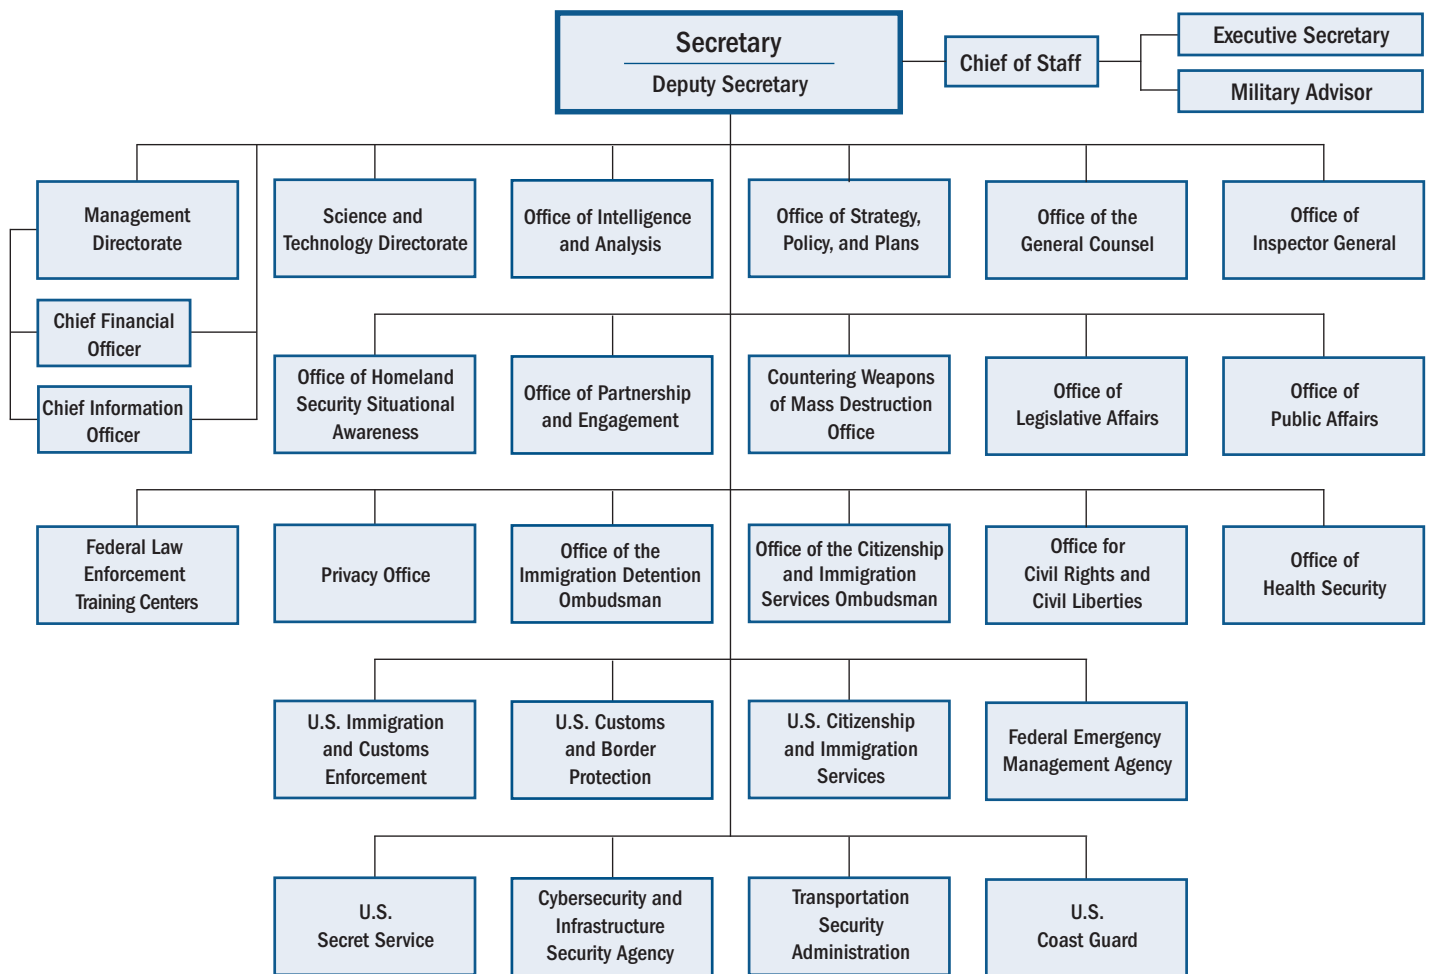 Secretary
Deputy Secretary
Chief of Staff
Executive Secretary
Military Advisor
Management
Directorate
Science and
Technology Directorate
Office of Intelligence
and Analysis
Office of Strategy,
Policy, and Plans
Office of the
General Counsel
Office of
Inspector General
Chief Financial
Officer
Chief Information
Officer
Office of Homeland
Security Situational
Awareness
Office of Partnership
and Engagement
Countering Weapons
of Mass Destruction
Office
Office of
Legislative Affairs
Office of
Public Affairs
Federal Law
Enforcement
Training Centers
Privacy Office
Office of the
Immigration Detention
Ombudsman
Office of the Citizenship
and Immigration
Services Ombudsman
Office for
Civil Rights and
Civil Liberties
Office of
Health Security
U.S. Immigration
and Customs
Enforcement
U.S. Customs
and Border
Protection
U.S. Citizenship
and Immigration
Services
Federal Emergency
Management Agency
U.S.
Secret Service
Cybersecurity and
Infrastructure
Security Agency
Transportation
Security
Administration
U.S.
Coast Guard